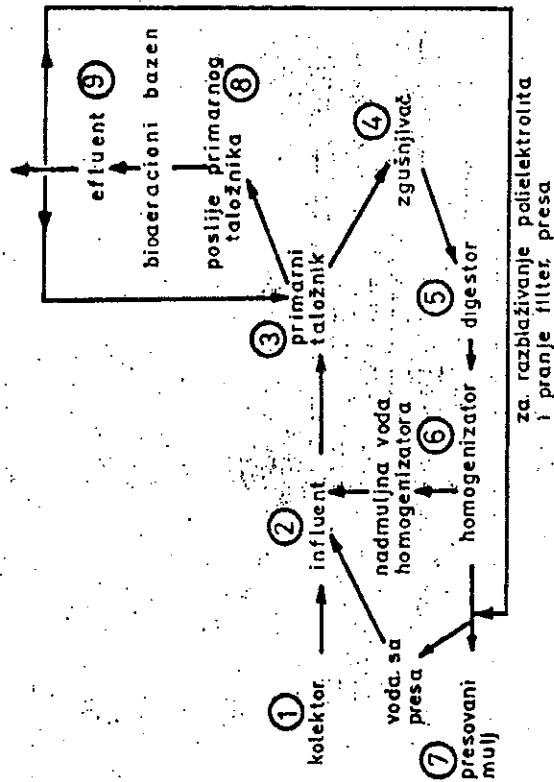 1
kolektor
2
influent
3
primarni
taložnik
poslije primarnog
taložnika
8
bioaeracioni bazen
efluent 9
4
zgušnjivač
5
digestor
6
homogenizator
nadmuljna voda
homogenizatora
voda sa
presa
7
presovani
mulj
za razblaživanje polielektrolita
i pranje filter presa